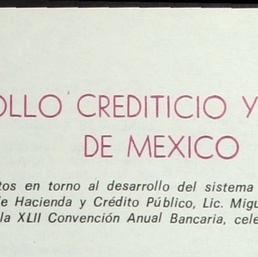 OLLO CREDITICIO Y
DE MEXICO
tos en torno al desarrollo del sistema
e Hacienda y Crédito Público, Lic. Migu
la XLII Convención Anual Bancaria, cele